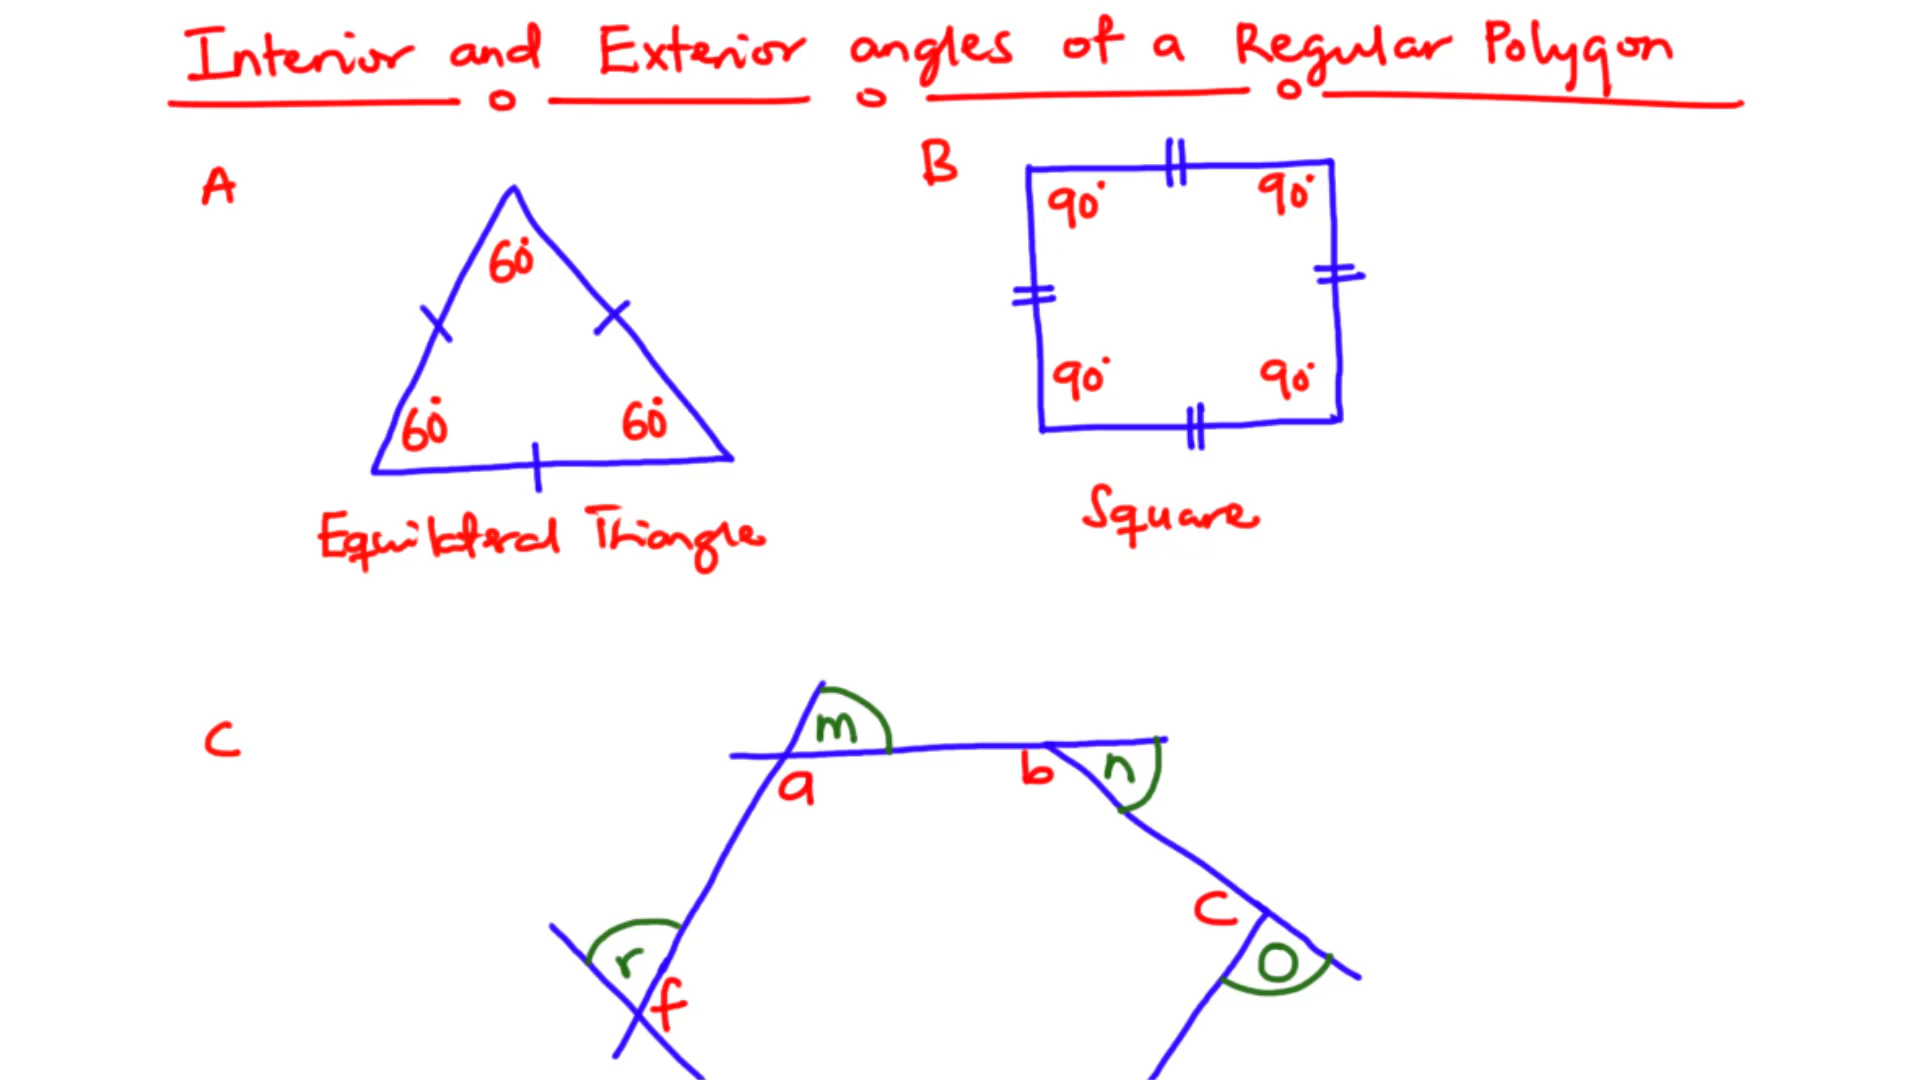 Interior and Exterior angles of a Regular Polygon
A
60°
60° 60°
Equilateral Triangle
B
90° 90°
90° 90°
Square
C
m
a b n
c
o
r
f